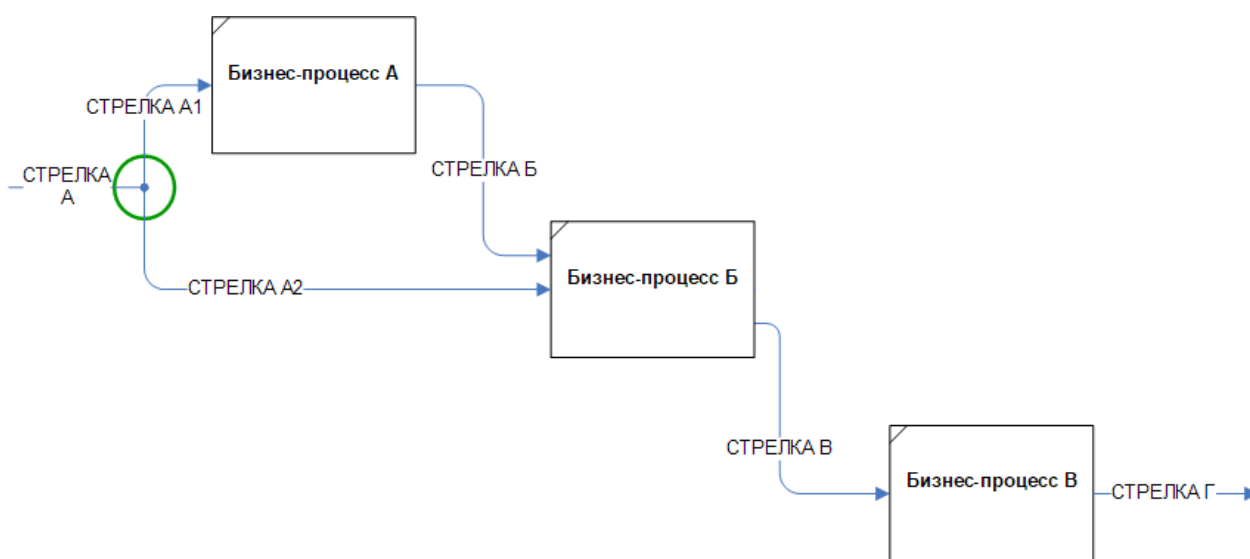 Бизнес-процесс А
СТРЕЛКА А1
СТРЕЛКА
А
СТРЕЛКА Б
СТРЕЛКА А2
Бизнес-процесс Б
СТРЕЛКА В
Бизнес-процесс В
СТРЕЛКА Г